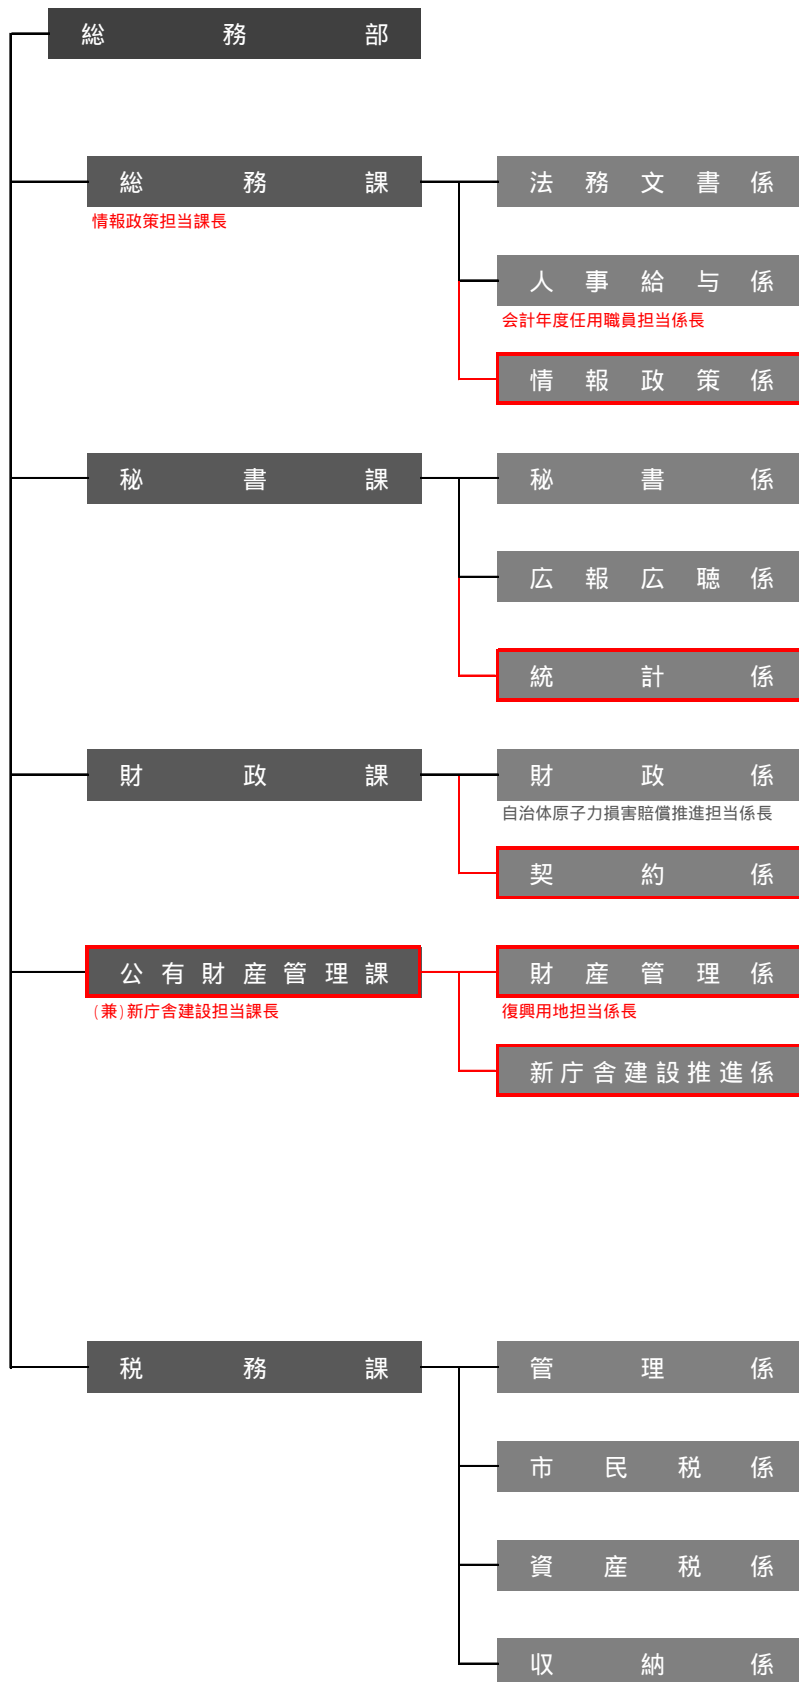 総務部
総務課
情報政策担当課長
法務文書係
人事給与係
会計年度任用職員担当係長
情報政策係
秘書課
秘書係
広報広聴係
統計係
財政課
財政係
自治体原子力損害賠償推進担当係長
契約係
公有財産管理課
(兼)新庁舎建設担当課長
財産管理係
復興用地担当係長
新庁舎建設推進係
税務課
管理係
市民税係
資産税係
収納係